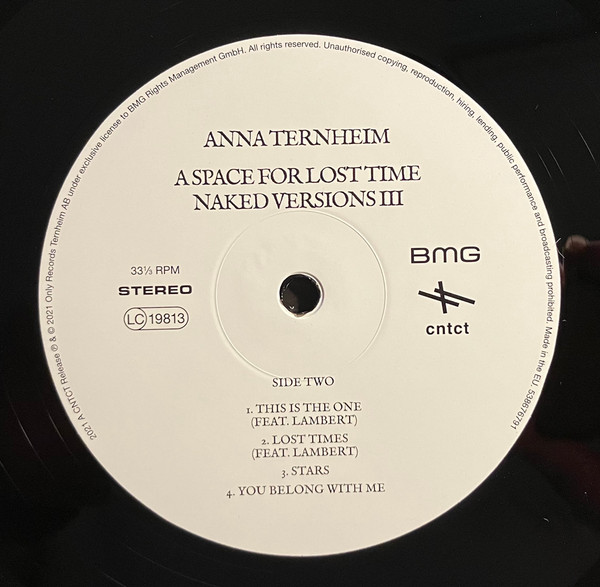 2021 A CNTCT Release ℗ & © 2021 Only Records Ternheim AB under exclusive license to BMG Rights Management GmbH. All rights reserved. Unauthorised copying, reproduction, hiring, lending, public performance and broadcasting prohibited. Made in the EU. 538676791
ANNA TERNHEIM
A SPACE FOR LOST TIME
NAKED VERSIONS III
33⅓ RPM
STEREO
LC 19813
BMG
cntct
SIDE TWO
1. THIS IS THE ONE
(FEAT. LAMBERT)
2. LOST TIMES
(FEAT. LAMBERT)
3. STARS
4. YOU BELONG WITH ME